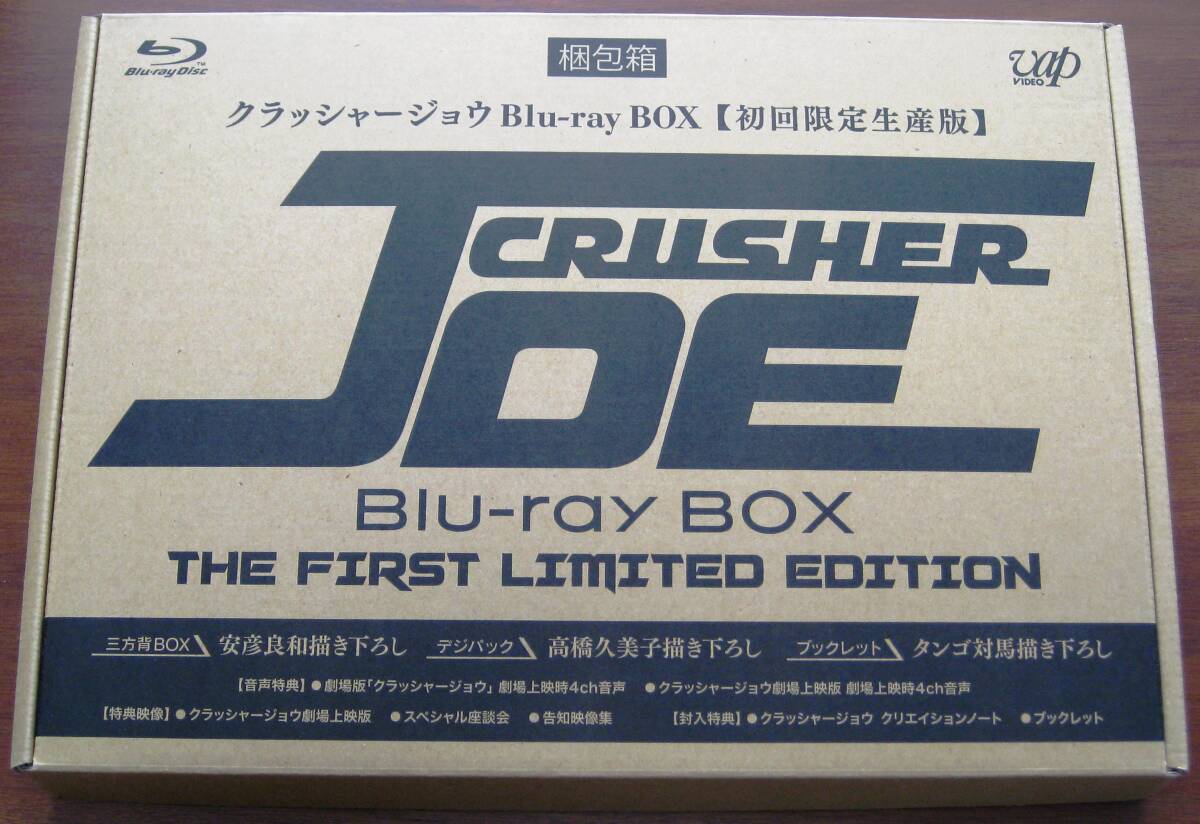 Blu-ray Disc™
梱包箱
vap VIDEO
クラッシャージョウ Blu-ray BOX【初回限定生産版】
CRUSHER
JOE
Blu-ray BOX
THE FIRST LIMITED EDITION
三方背BOX 安彦良和描き下ろし デジパック 高橋久美子描き下ろし ブックレット タンゴ対馬描き下ろし
【音声特典】●劇場版「クラッシャージョウ」劇場上映時4ch音声 ●クラッシャージョウ劇場上映版 劇場上映時4ch音声
【特典映像】●クラッシャージョウ劇場上映版 ●スペシャル座談会 ●告知映像集 【封入特典】●クラッシャージョウ クリエイションノート ●ブックレット